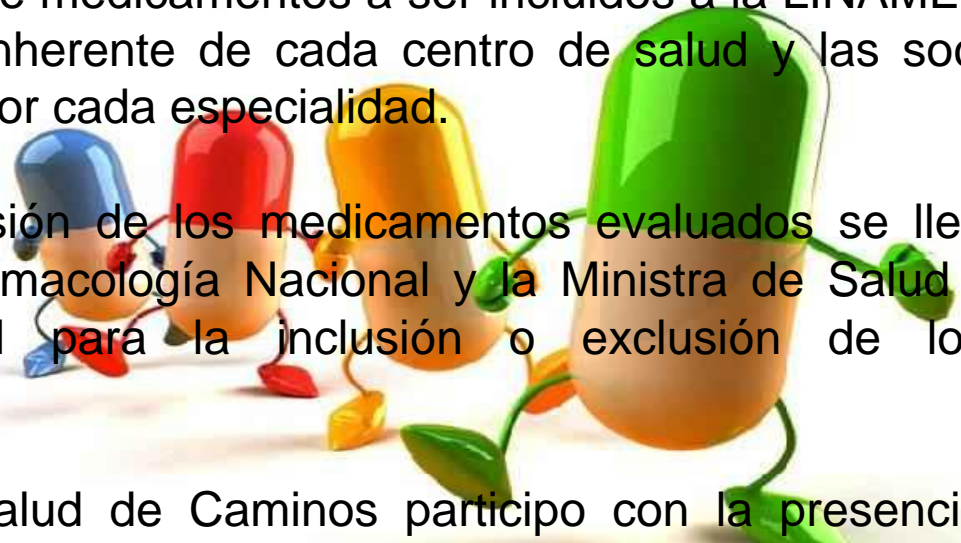 e medicamentos a ser incluidos a la LINAME
nherente de cada centro de salud y las soc
or cada especialidad.
sión de los medicamentos evaluados se lle
macología Nacional y la Ministra de Salud
l para la inclusión o exclusión de lo
alud de Caminos participo con la presenci